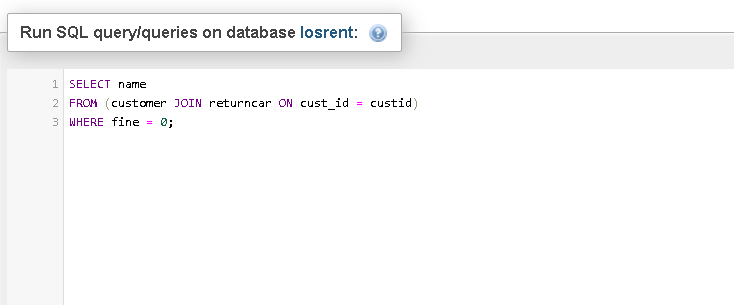 Run SQL query/queries on database losrent:
1 SELECT name
2 FROM (customer JOIN returncar ON cust_id = custid)
3 WHERE fine = 0;